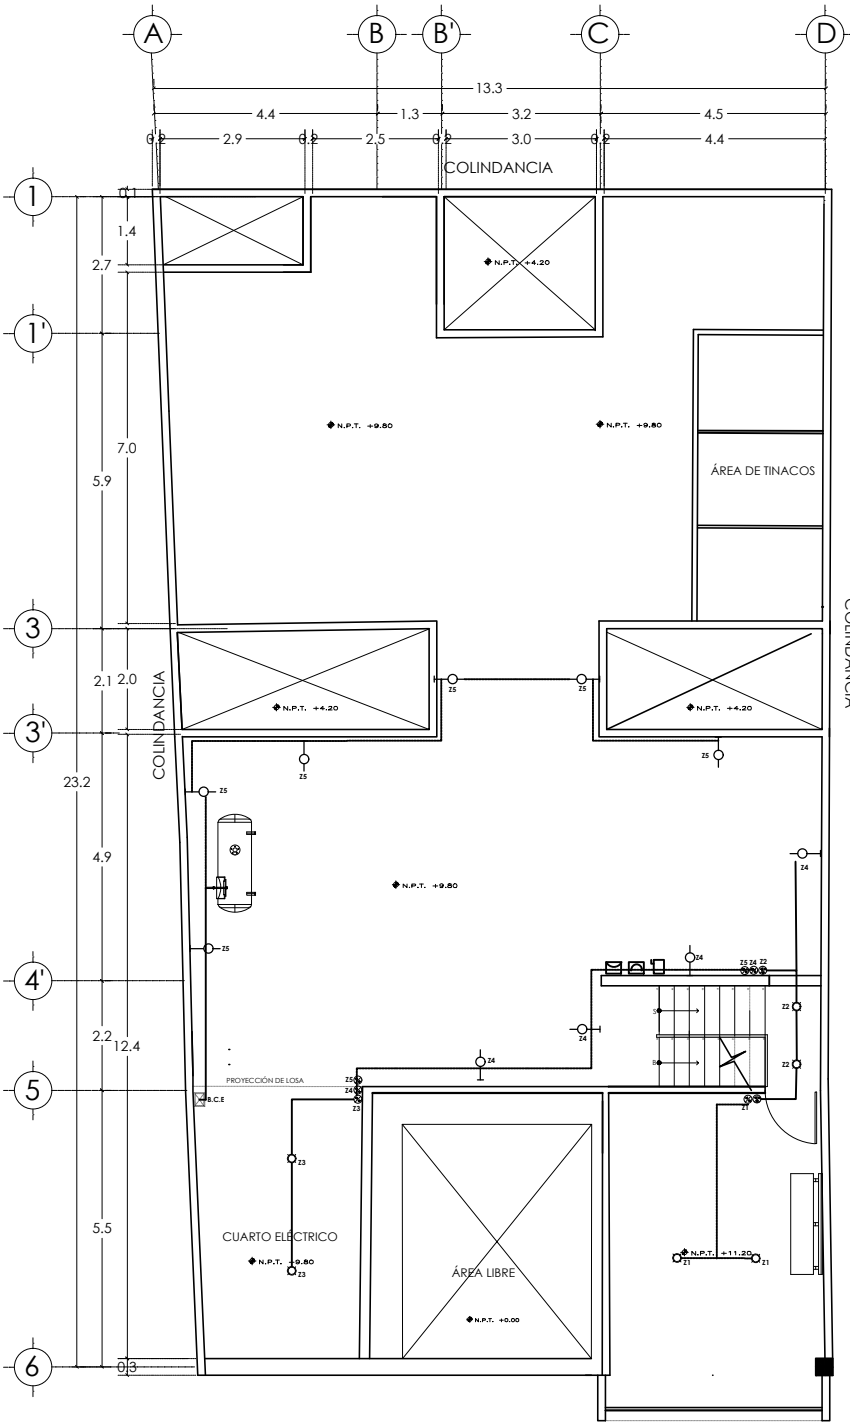 A B B' C D
13.3
4.4 1.3 3.2 4.5
0.2 2.9 0.2 2.5 0.2 3.0 0.2 4.4
COLINDANCIA
1
0.1
1.4
2.7
N.P.T. +4.20
1'
N.P.T. +9.80 N.P.T. +9.80
7.0
5.9
ÁREA DE TINACOS
COLINDANCIA
3
2.1 2.0
COLINDANCIA
Z5 Z5
N.P.T. +4.20 N.P.T. +4.20
3'
Z5 Z5
23.2
Z5
4.9
Z4
N.P.T. +9.80
Z5
Z4
Z5 Z4 Z2
4'
S
Z2
2.2 12.4
Z4
Z4
B
Z2
5
PROYECCIÓN DE LOSA
Z5
Z4
B.C.E
Z3
Z1
Z3
5.5
CUARTO ELÉCTRICO
N.P.T. +9.80
Z3
ÁREA LIBRE
N.P.T. +11.20
Z1 Z1
N.P.T. +0.00
6
0.3